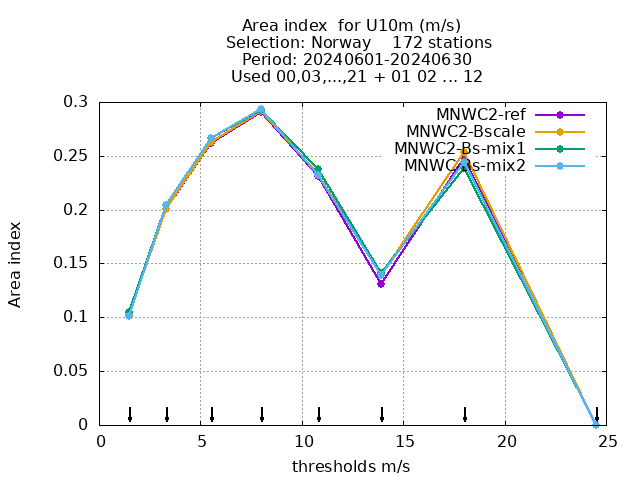 Area index  for U10m (m/s)
Selection: Norway    172 stations
Period: 20240601-20240630
Used 00,03,...,21 + 01 02 ... 12
MNWC2-ref
MNWC2-Bscale
MNWC2-Bs-mix1
MNWC2-Bs-mix2
0.3
0.25
0.2
0.15
0.1
0.05
0
Area index
0 5 10 15 20 25
thresholds m/s